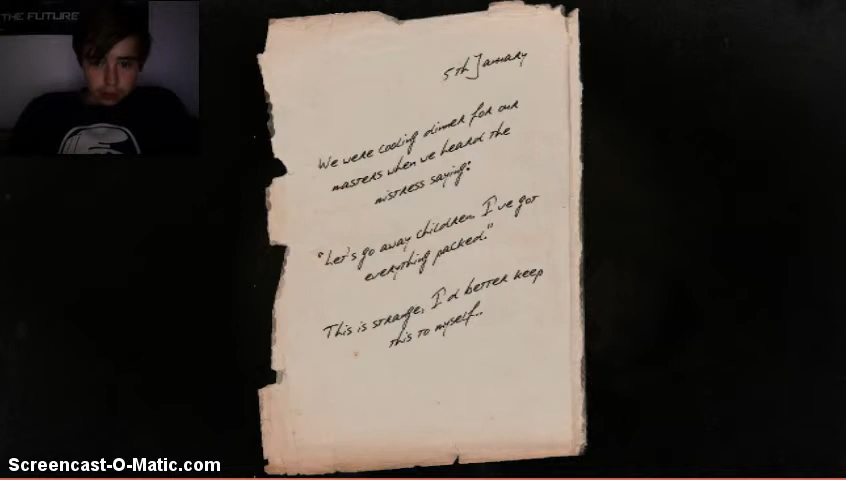 THE FUTURE
5th January
We were cooking dinner for our
masters when we heard the
mistress saying:
"Let's go away children. I've got
everything packed."
This is strange, I'd better keep
this to myself..
Screencast-O-Matic.com